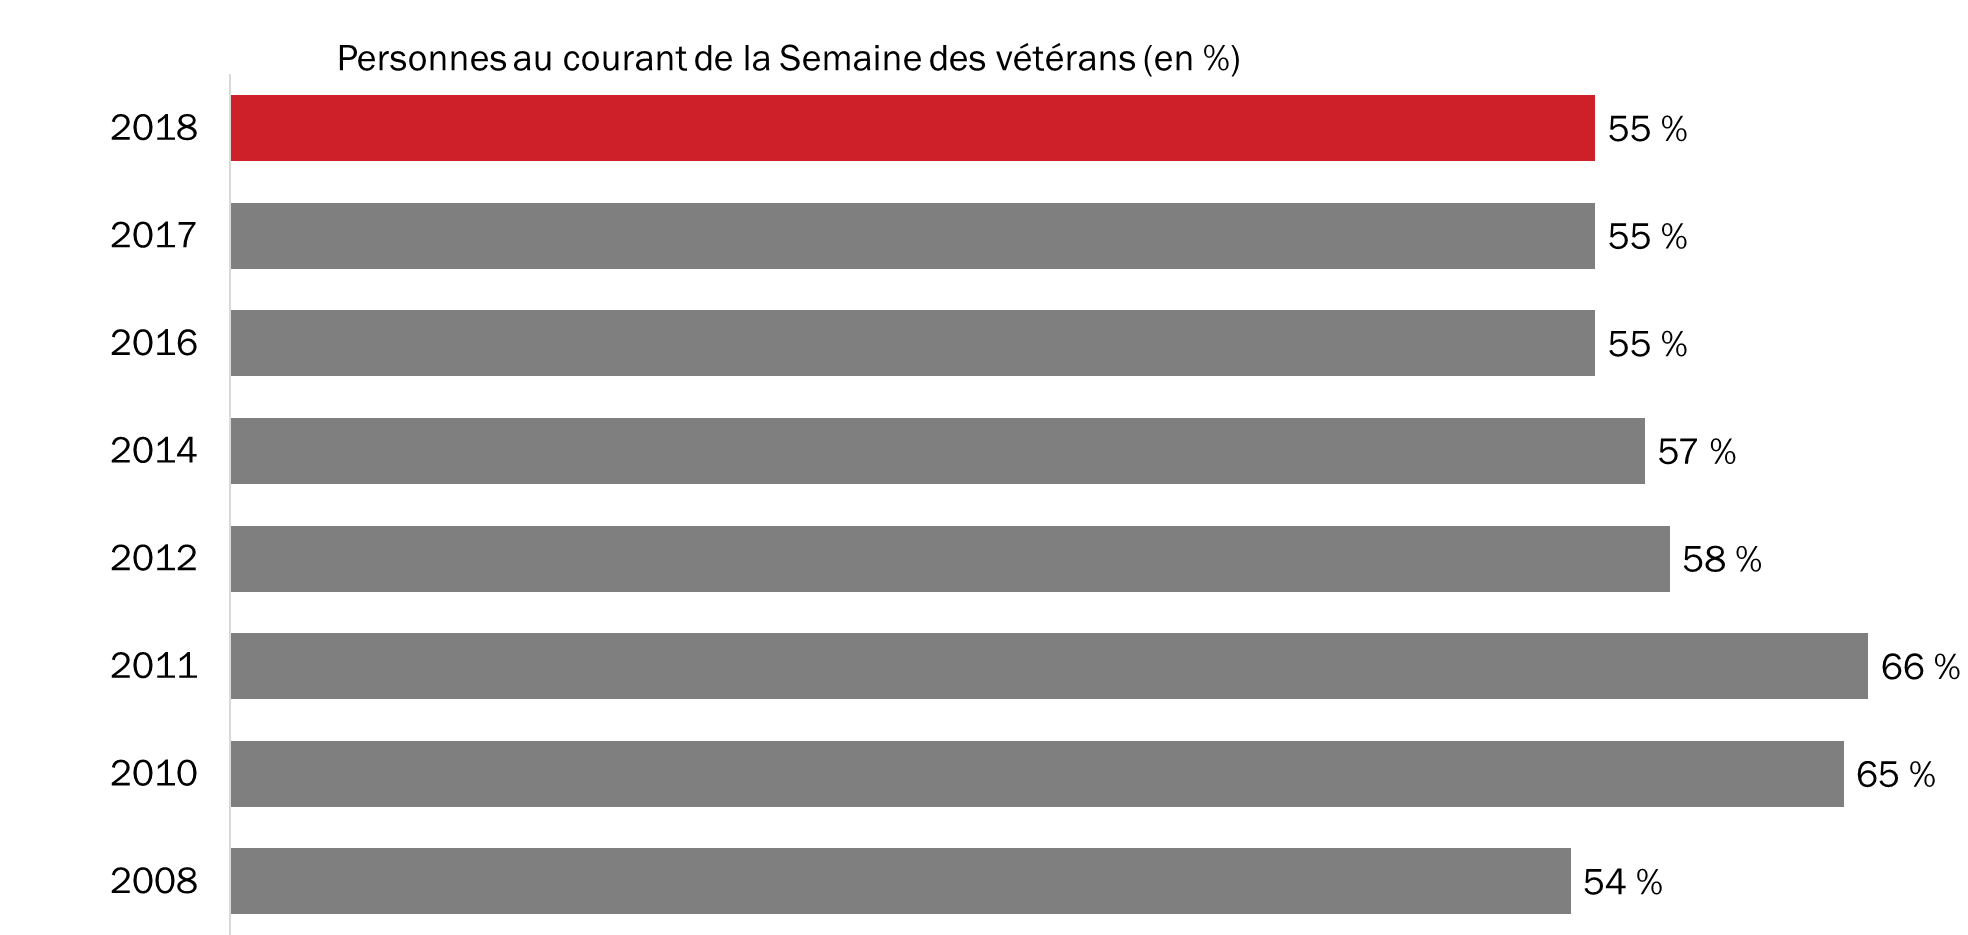 Personnes au courant de la Semaine des vétérans (en %)
2018 55 %
2017 55 %
2016 55 %
2014 57 %
2012 58 %
2011 66 %
2010 65 %
2008 54 %